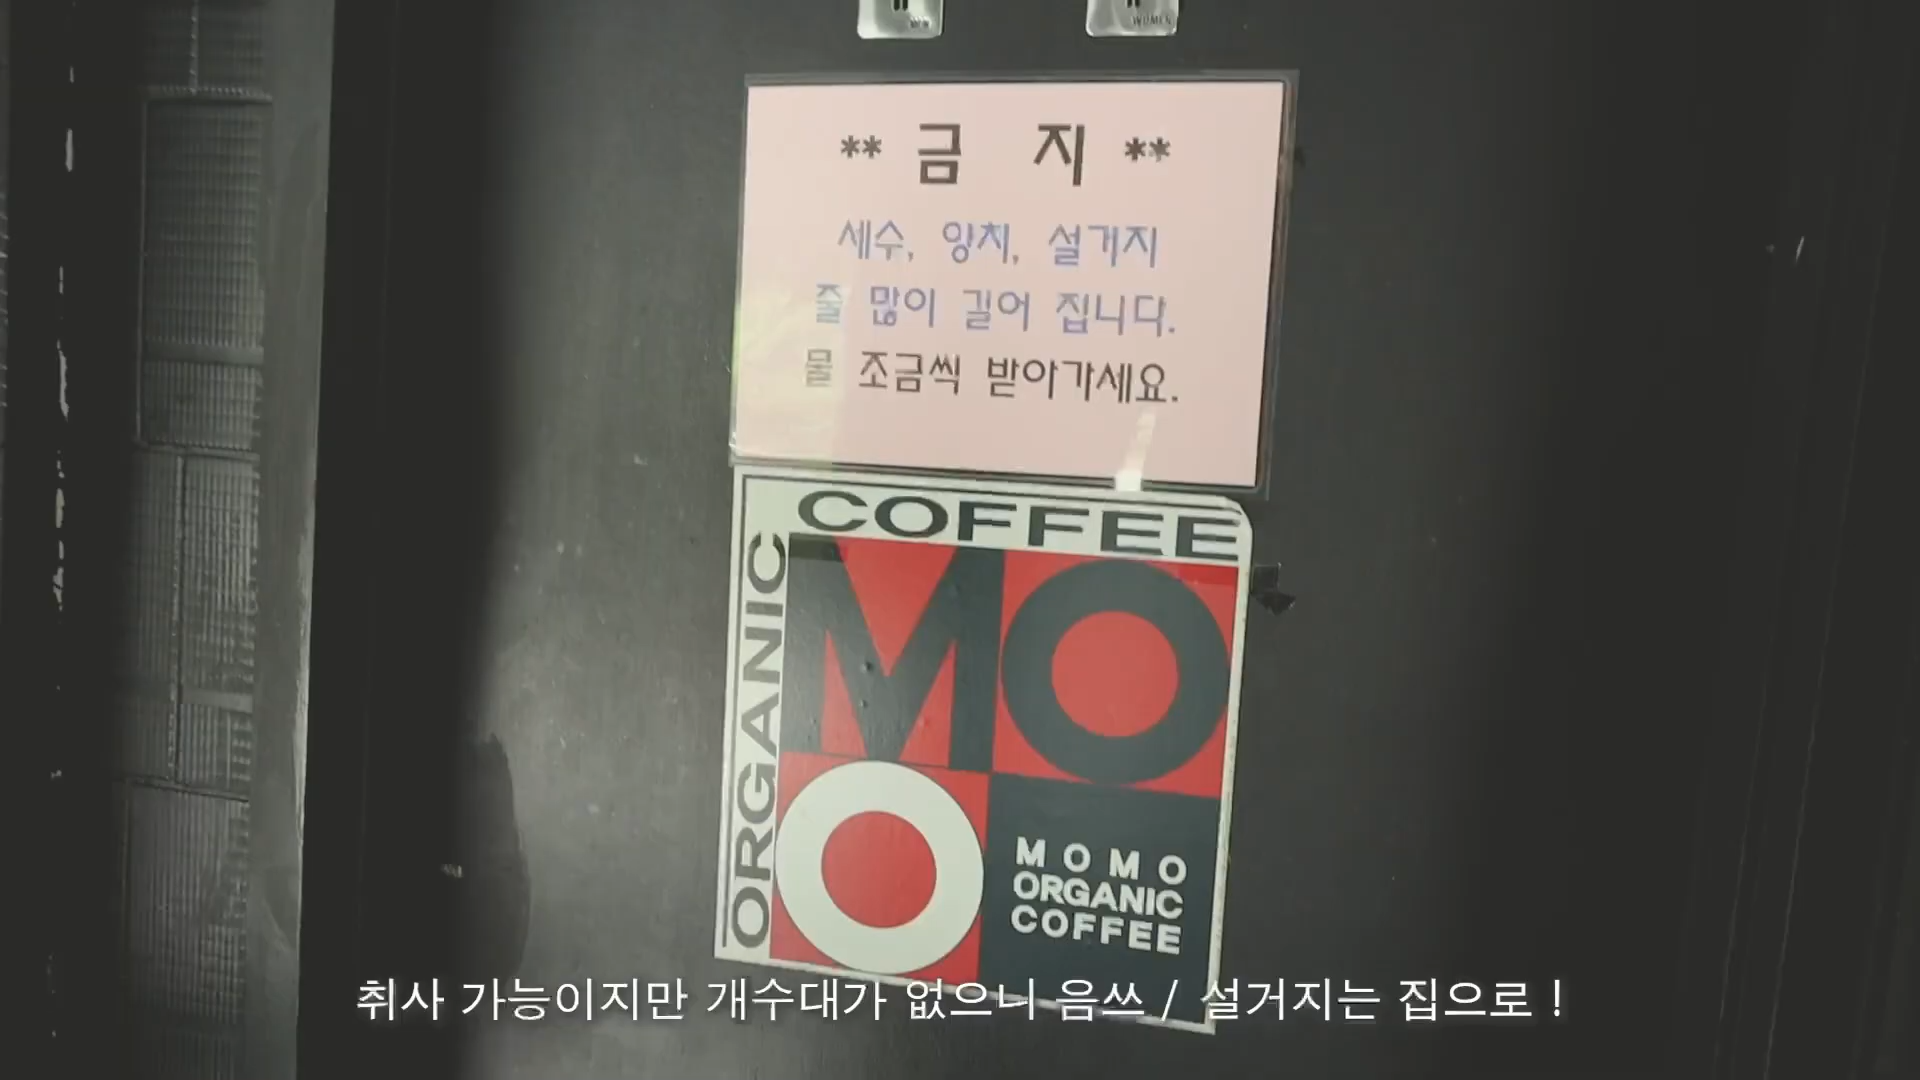 MEN
WOMEN
** 금 지 **
세수, 양치, 설거지
줄 많이 길어 집니다.
물 조금씩 받아가세요.
COFFEE
ORGANIC
MO
O
MOMO
ORGANIC
COFFEE
취사 가능이지만 개수대가 없으니 음쓰 / 설거지는 집으로 !